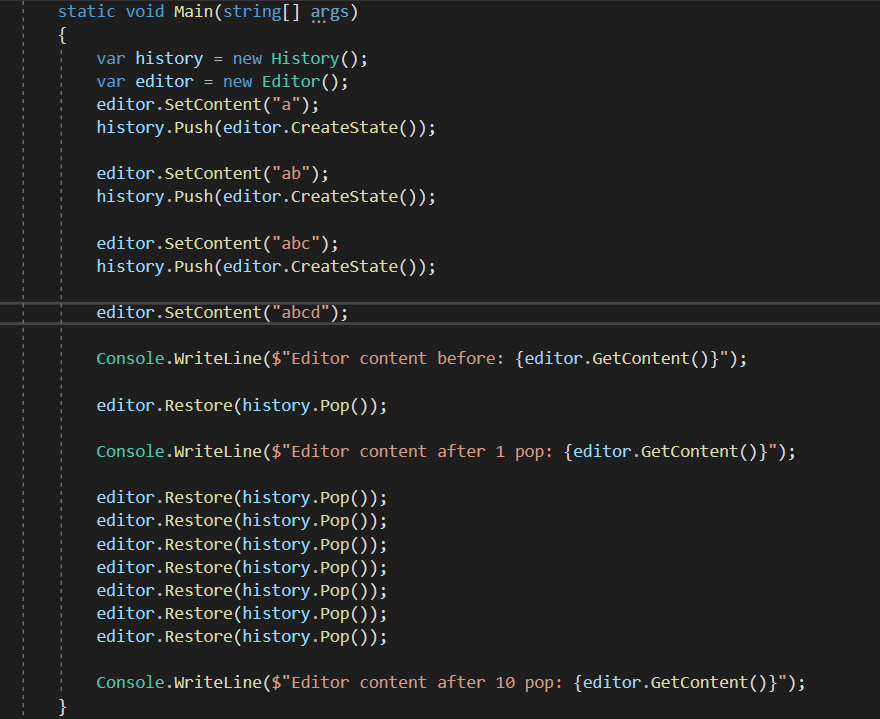 static void Main(string[] args)
{
var history = new History();
var editor = new Editor();
editor.SetContent("a");
history.Push(editor.CreateState());
editor.SetContent("ab");
history.Push(editor.CreateState());
editor.SetContent("abc");
history.Push(editor.CreateState());
editor.SetContent("abcd");
Console.WriteLine($"Editor content before: {editor.GetContent()}");
editor.Restore(history.Pop());
Console.WriteLine($"Editor content after 1 pop: {editor.GetContent()}");
editor.Restore(history.Pop());
editor.Restore(history.Pop());
editor.Restore(history.Pop());
editor.Restore(history.Pop());
editor.Restore(history.Pop());
editor.Restore(history.Pop());
editor.Restore(history.Pop());
Console.WriteLine($"Editor content after 10 pop: {editor.GetContent()}");
}